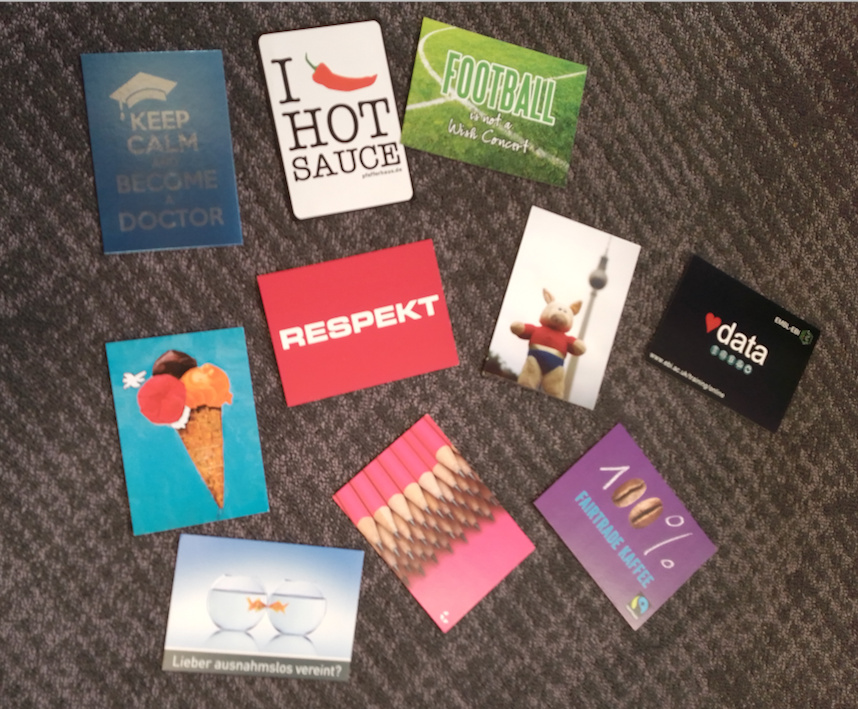 KEEP
CALM
AND
BECOME
A
DOCTOR
I
HOT
SAUCE
pfefferhaus.de
FOOTBALL
is not a
Wish Concert
RESPEKT
EMBL-EBI
data
www.ebi.ac.uk/training/online
100%
FAIRTRADE KAFFEE
Lieber ausnahmslos vereint?